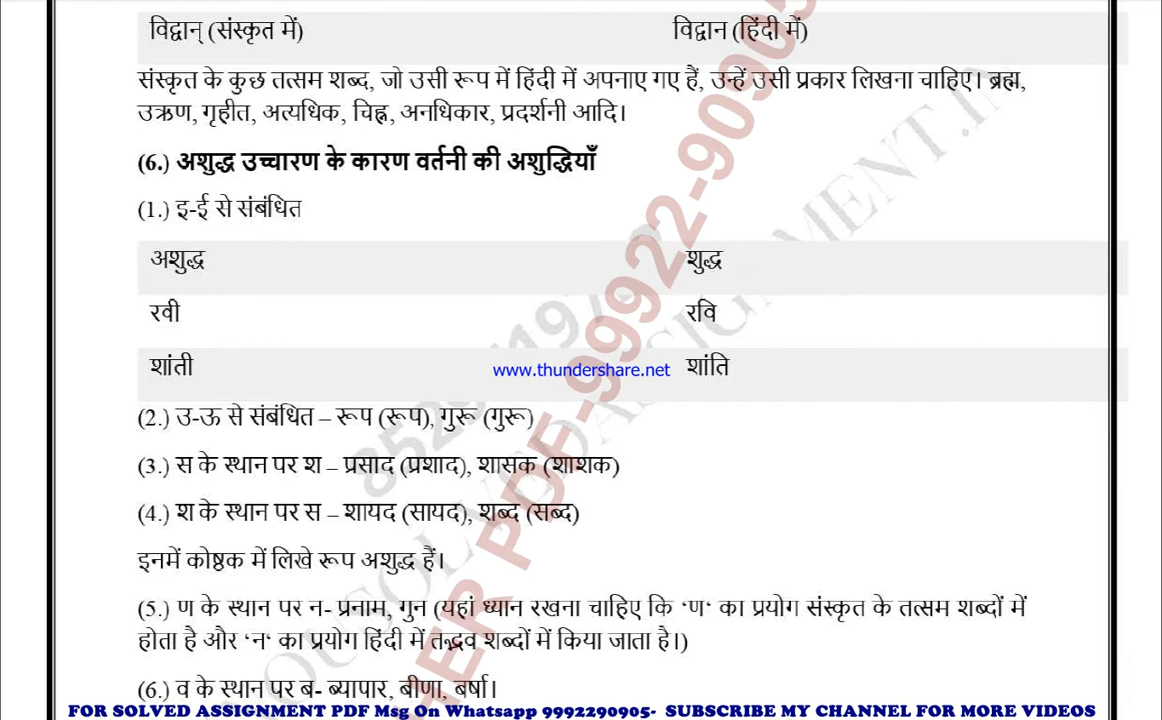 विद्वान् (संस्कृत में) विद्वान (हिंदी में)
संस्कृत के कुछ तत्सम शब्द, जो उसी रूप में हिंदी में अपनाए गए हैं, उन्हें उसी प्रकार लिखना चाहिए। ब्रह्म,
उऋण, गृहीत, अत्यधिक, चिह्न, अनधिकार, प्रदर्शनी आदि।
(6.) अशुद्ध उच्चारण के कारण वर्तनी की अशुद्धियाँ
(1.) इ-ई से संबंधित
अशुद्ध शुद्ध
रवी रवि
शांती शांति
www.thundershare.net
(2.) उ-ऊ से संबंधित – रूप (रूप), गुरू (गुरू)
(3.) स के स्थान पर श – प्रसाद (प्रशाद), शासक (शाशक)
(4.) श के स्थान पर स – शायद (सायद), शब्द (सब्द)
इनमें कोष्ठक में लिखे रूप अशुद्ध हैं।
(5.) ण के स्थान पर न- प्रनाम, गुन (यहां ध्यान रखना चाहिए कि ‘ण‘ का प्रयोग संस्कृत के तत्सम शब्दों में
होता है और ‘न‘ का प्रयोग हिंदी में तद्भव शब्दों में किया जाता है।)
(6.) व के स्थान पर ब- ब्यापार, बीणा, बर्षा।
FOR SOLVED ASSIGNMENT PDF Msg On Whatsapp 9992290905- SUBSCRIBE MY CHANNEL FOR MORE VIDEOS